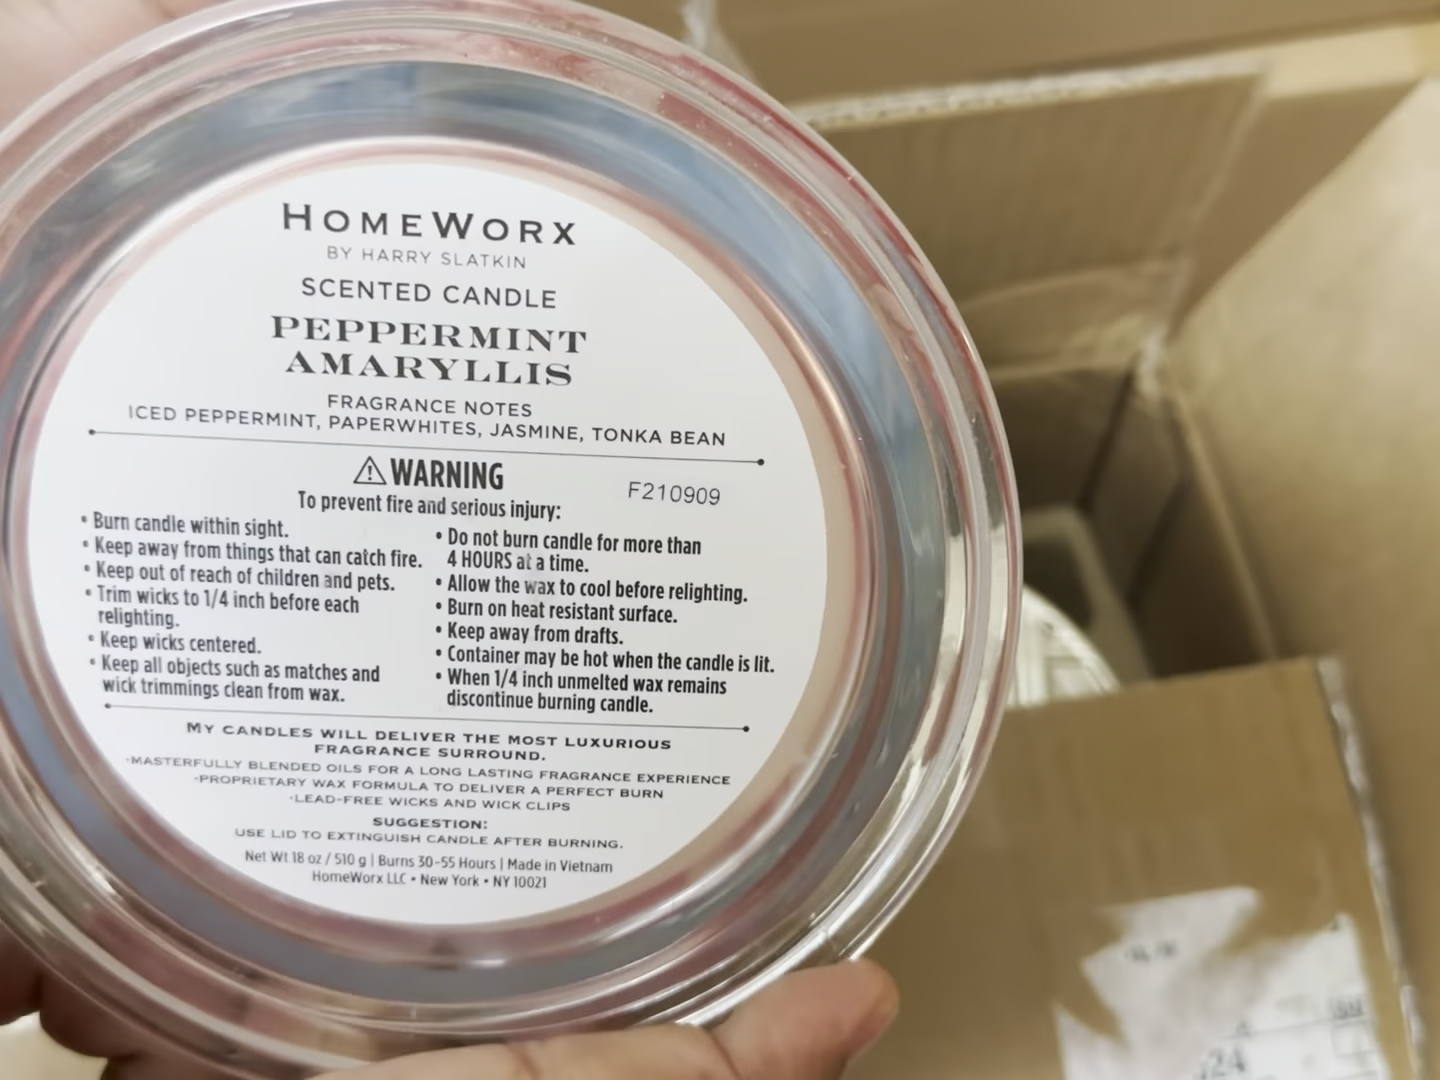 HOMEWORX
BY HARRY SLATKIN
SCENTED CANDLE
PEPPERMINT
AMARYLLIS
FRAGRANCE NOTES
ICED PEPPERMINT, PAPERWHITES, JASMINE, TONKA BEAN
⚠ WARNING
F210909
To prevent fire and serious injury:
• Burn candle within sight.
• Keep away from things that can catch fire.
• Keep out of reach of children and pets.
• Trim wicks to 1/4 inch before each
relighting.
• Keep wicks centered.
• Keep all objects such as matches and
wick trimmings clean from wax.
• Do not burn candle for more than
4 HOURS at a time.
• Allow the wax to cool before relighting.
• Burn on heat resistant surface.
• Keep away from drafts.
• Container may be hot when the candle is lit.
• When 1/4 inch unmelted wax remains
discontinue burning candle.
MY CANDLES WILL DELIVER THE MOST LUXURIOUS
FRAGRANCE SURROUND.
·MASTERFULLY BLENDED OILS FOR A LONG LASTING FRAGRANCE EXPERIENCE
·PROPRIETARY WAX FORMULA TO DELIVER A PERFECT BURN
·LEAD-FREE WICKS AND WICK CLIPS
SUGGESTION:
USE LID TO EXTINGUISH CANDLE AFTER BURNING.
Net Wt 18 oz / 510 g | Burns 30-55 Hours | Made in Vietnam
HomeWorx LLC • New York • NY 10021
24